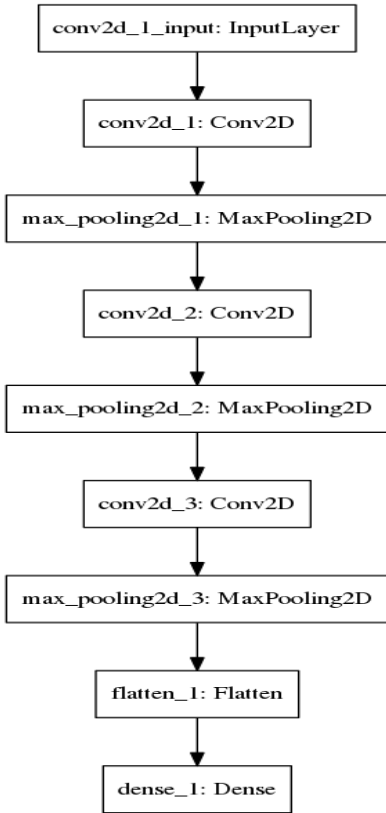 conv2d_1_input: InputLayer
conv2d_1: Conv2D
max_pooling2d_1: MaxPooling2D
conv2d_2: Conv2D
max_pooling2d_2: MaxPooling2D
conv2d_3: Conv2D
max_pooling2d_3: MaxPooling2D
flatten_1: Flatten
dense_1: Dense